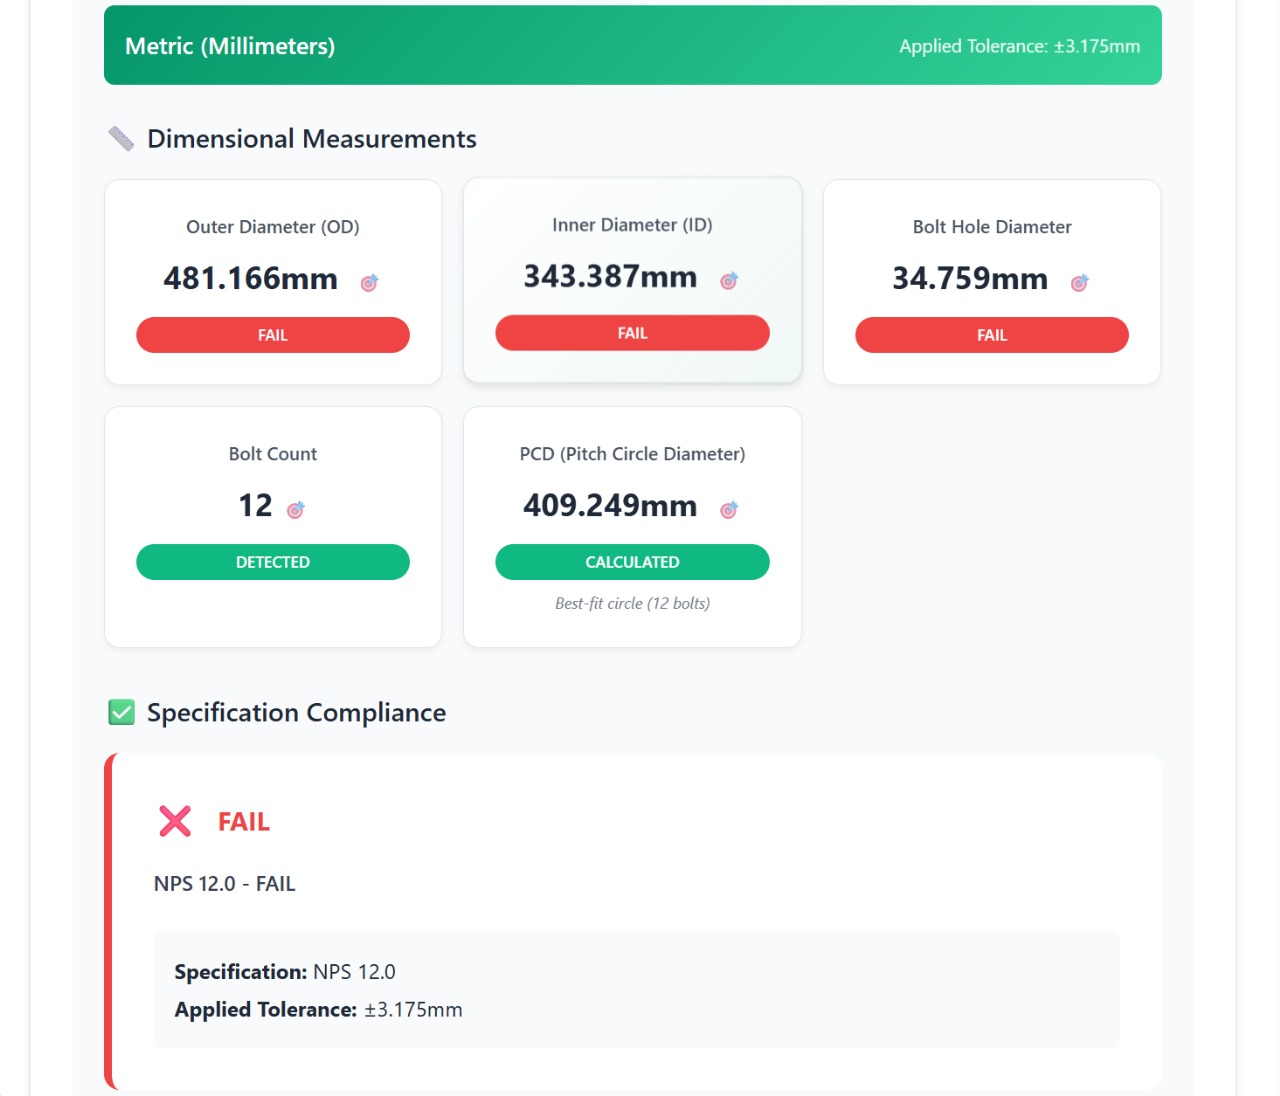 Metric (Millimeters)
Applied Tolerance: ±3.175mm
Dimensional Measurements
Outer Diameter (OD)
481.166mm
FAIL
Inner Diameter (ID)
343.387mm
FAIL
Bolt Hole Diameter
34.759mm
FAIL
Bolt Count
12
DETECTED
PCD (Pitch Circle Diameter)
409.249mm
CALCULATED
Best-fit circle (12 bolts)
Specification Compliance
FAIL
NPS 12.0 - FAIL
Specification: NPS 12.0
Applied Tolerance: ±3.175mm